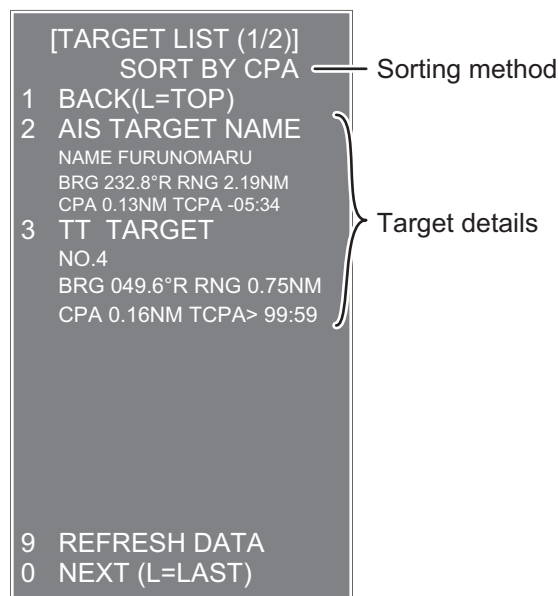 [TARGET LIST (1/2)]
SORT BY CPA
Sorting method
1 BACK(L=TOP)
2 AIS TARGET NAME
NAME FURUNOMARU
BRG 232.8°R RNG 2.19NM
CPA 0.13NM TCPA -05:34
3 TT TARGET
NO.4
BRG 049.6°R RNG 0.75NM
CPA 0.16NM TCPA> 99:59
Target details
9 REFRESH DATA
0 NEXT (L=LAST)